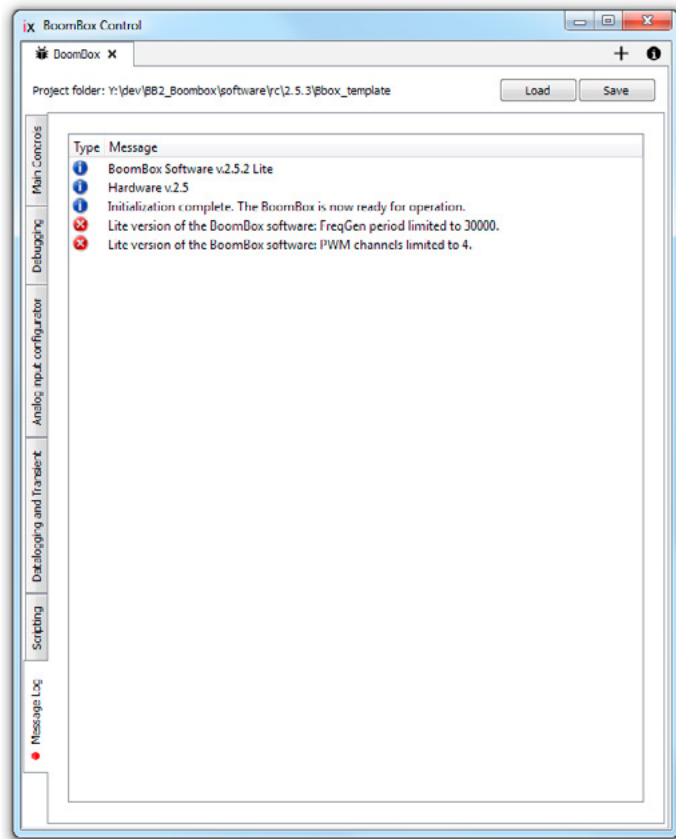 ix BoomBox Control
BoomBox
Project folder: Y:\dev\BB2_Boombox\software\rc\2.5.3\Bbox_template
Load
Save
Main Controls
Debugging
Analog input configurator
Datalogging and Transient
Scripting
Message Log
Type Message
BoomBox Software v.2.5.2 Lite
Hardware v.2.5
Initialization complete. The BoomBox is now ready for operation.
Lite version of the BoomBox software: FreqGen period limited to 30000.
Lite version of the BoomBox software: PWM channels limited to 4.